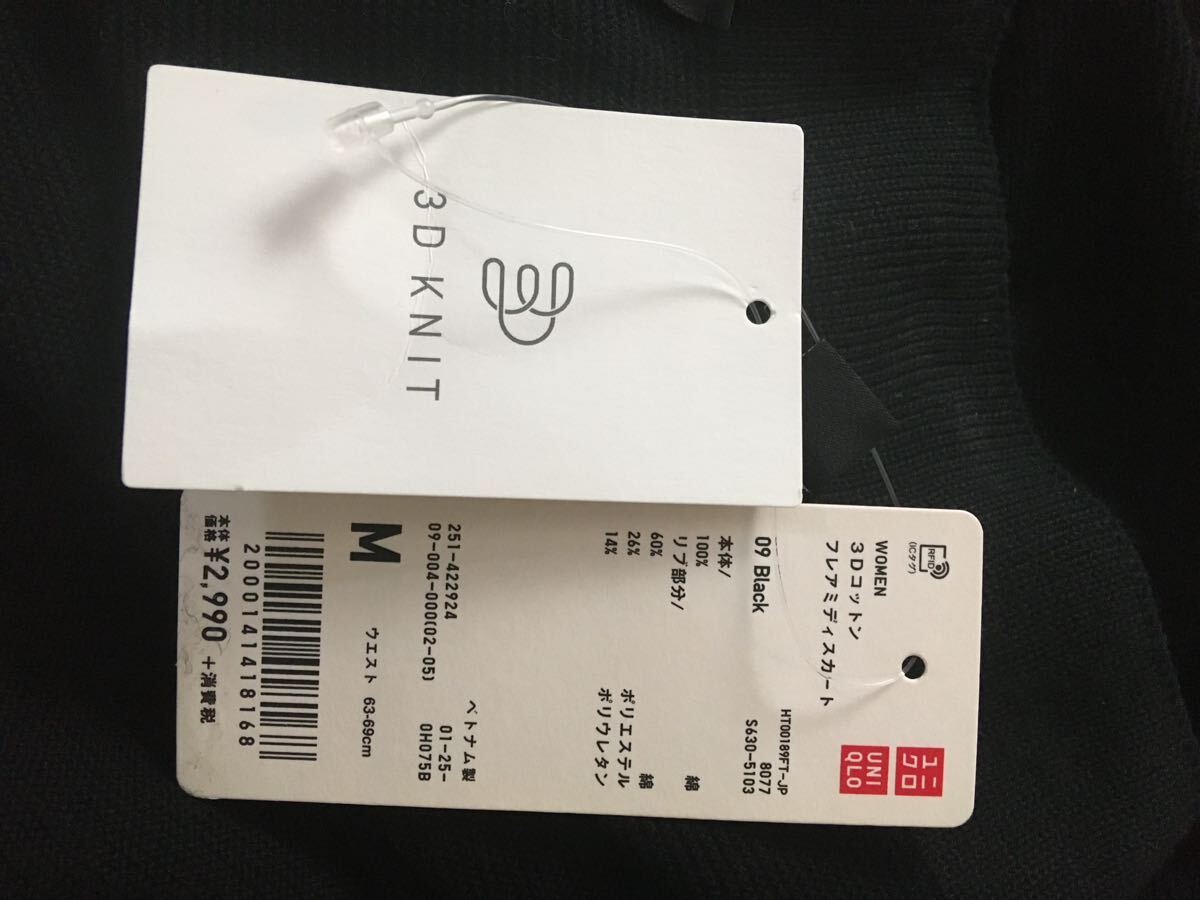 3D KNIT
RFID
(ICタグ)
ユニ
クロ
UNI
QLO
WOMEN
3Dコットン
フレアミディスカート
HT00189FT-JP
8077
09 Black
S630-5103
本体/
100% 綿
リブ部分/
60% 綿
26% ポリエステル
14% ポリウレタン
251-422924 ベトナム製
09-004-000(02-05) 01-25-
0H075B
M
ウエスト 63-69cm
2000141418168
本体
価格 ¥2,990 +消費税